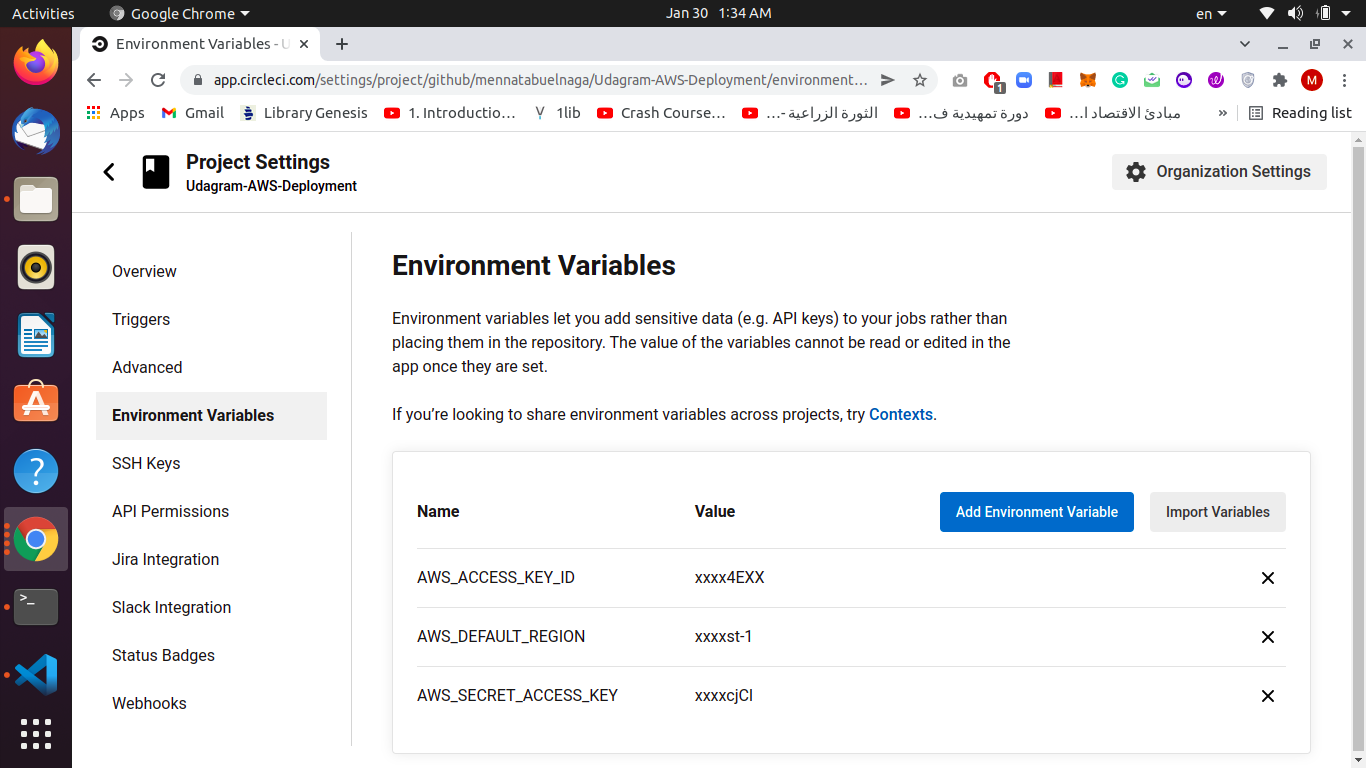 Activities
Google Chrome
Jan 30 1:34 AM
en
Environment Variables - U
app.circleci.com/settings/project/github/mennatabuelnaga/Udagram-AWS-Deployment/environment…
1
M
Apps
Gmail
Library Genesis
1. Introductio…
1lib
Crash Course…
الثورة الزراعية -…
دورة تمهيدية ف…
مبادئ الاقتصاد ا…
»
Reading list
Project Settings
Udagram-AWS-Deployment
Organization Settings
Overview
Triggers
Advanced
Environment Variables
SSH Keys
API Permissions
Jira Integration
Slack Integration
Status Badges
Webhooks
Environment Variables
Environment variables let you add sensitive data (e.g. API keys) to your jobs rather than
placing them in the repository. The value of the variables cannot be read or edited in the
app once they are set.
If you’re looking to share environment variables across projects, try Contexts.
Name Value Add Environment Variable Import Variables
AWS_ACCESS_KEY_ID xxxx4EXX
AWS_DEFAULT_REGION xxxxst-1
AWS_SECRET_ACCESS_KEY xxxxcjCl